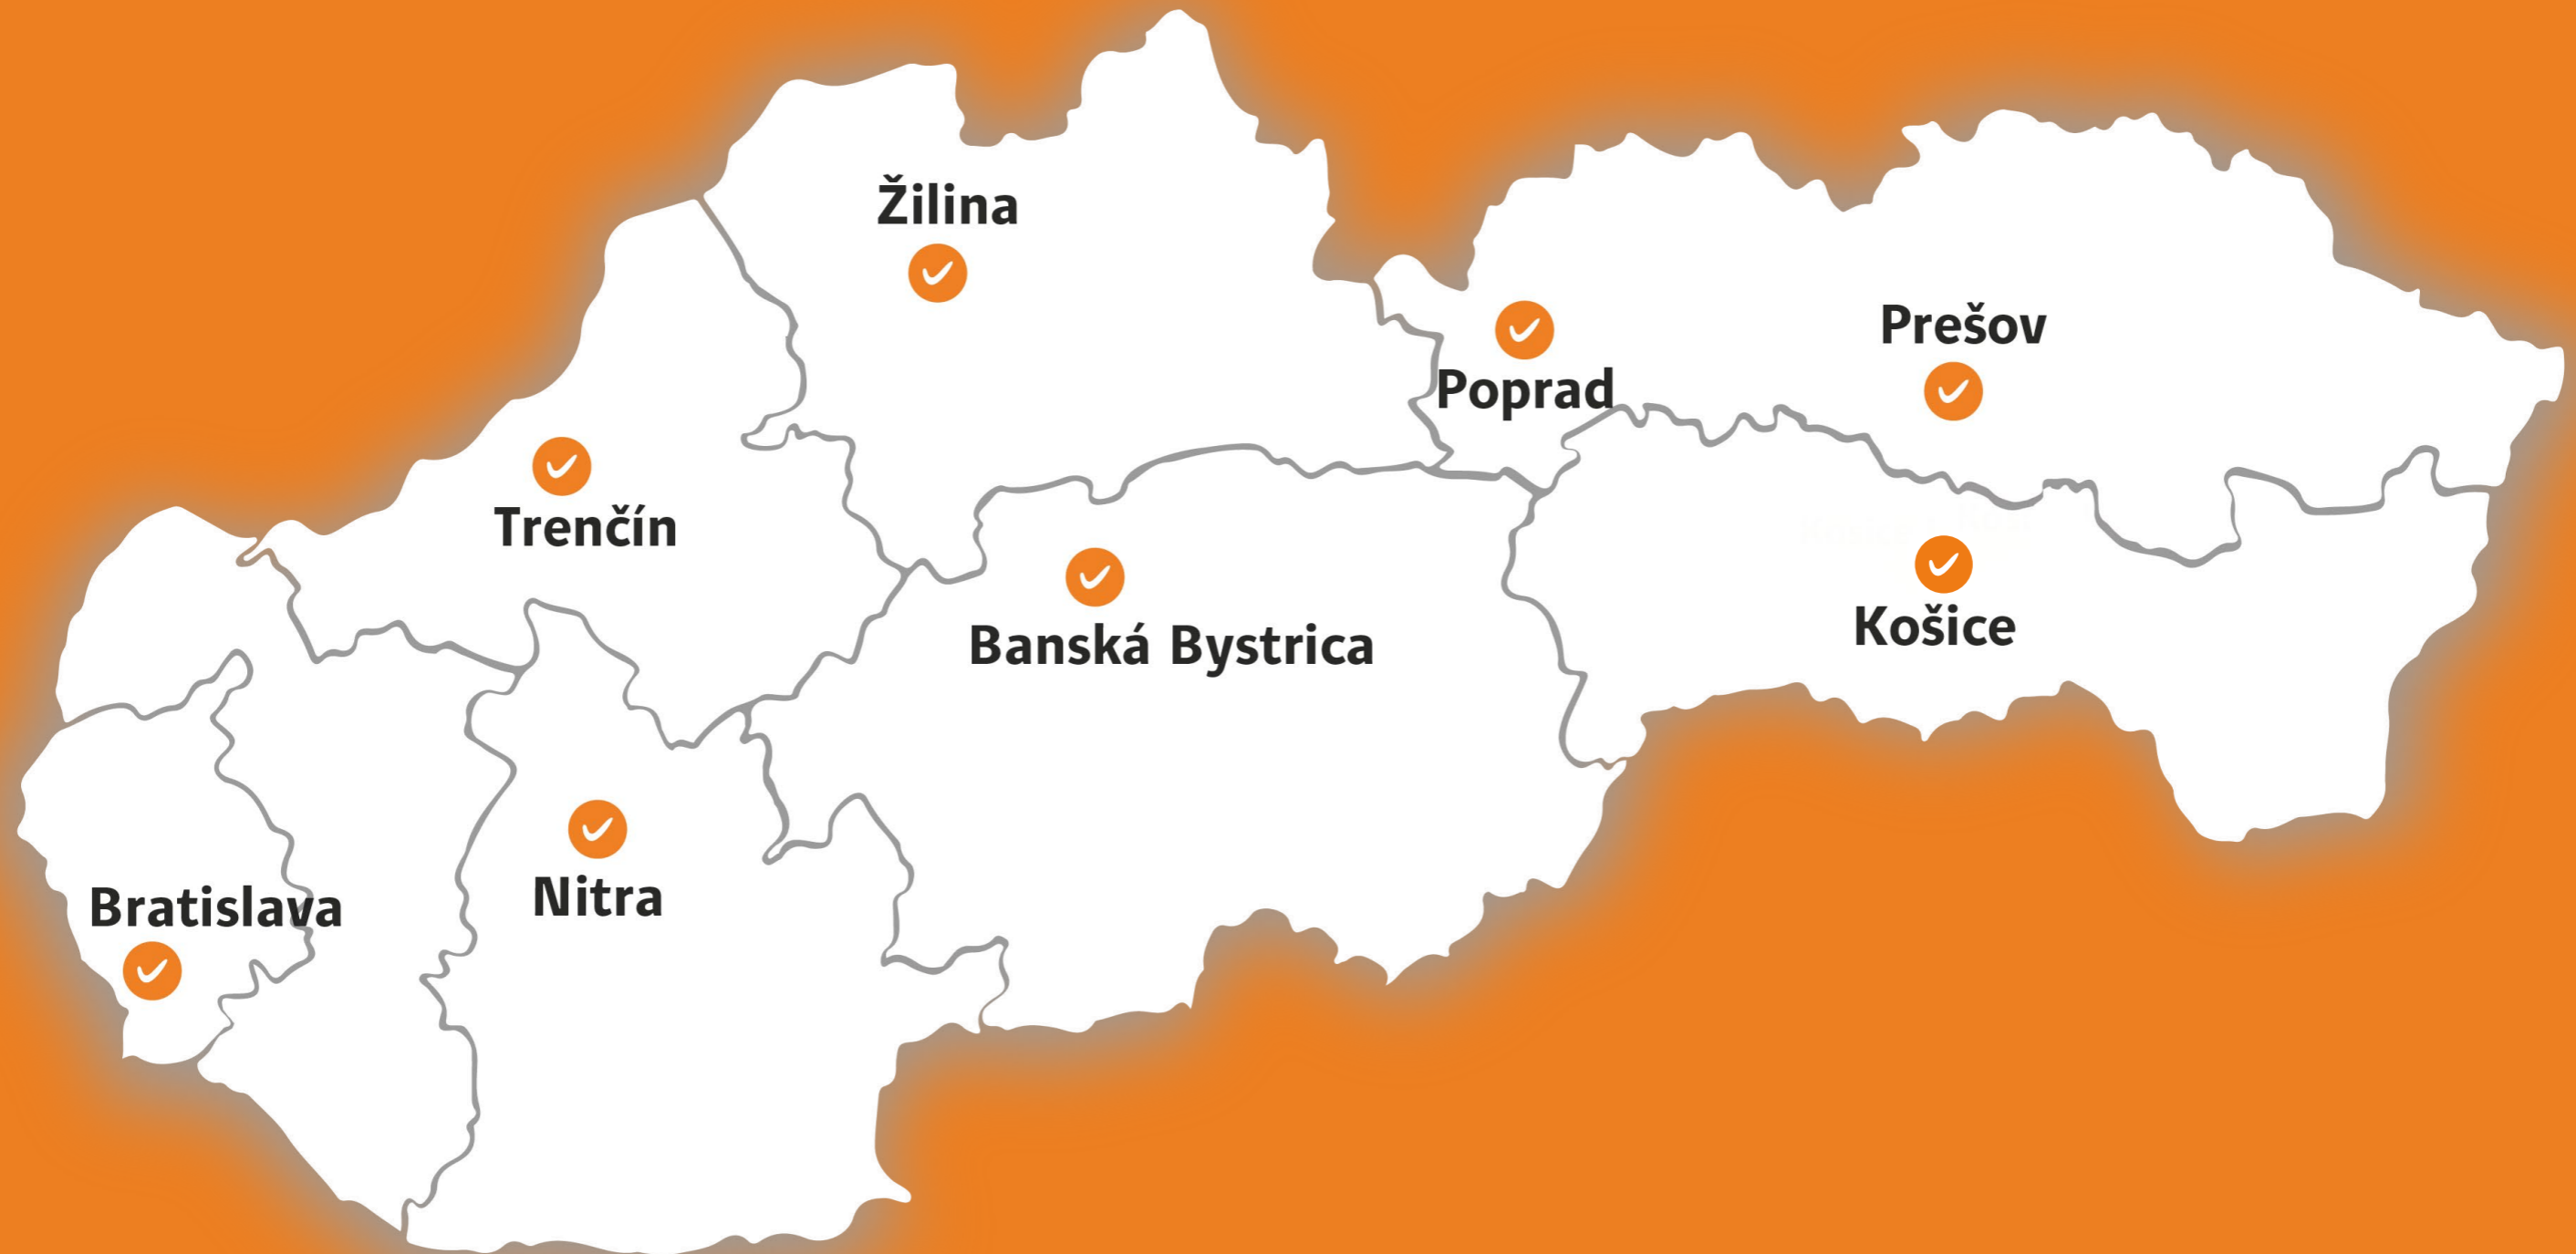 Žilina
Prešov
Poprad
Trenčín
Košice
Banská Bystrica
Nitra
Bratislava